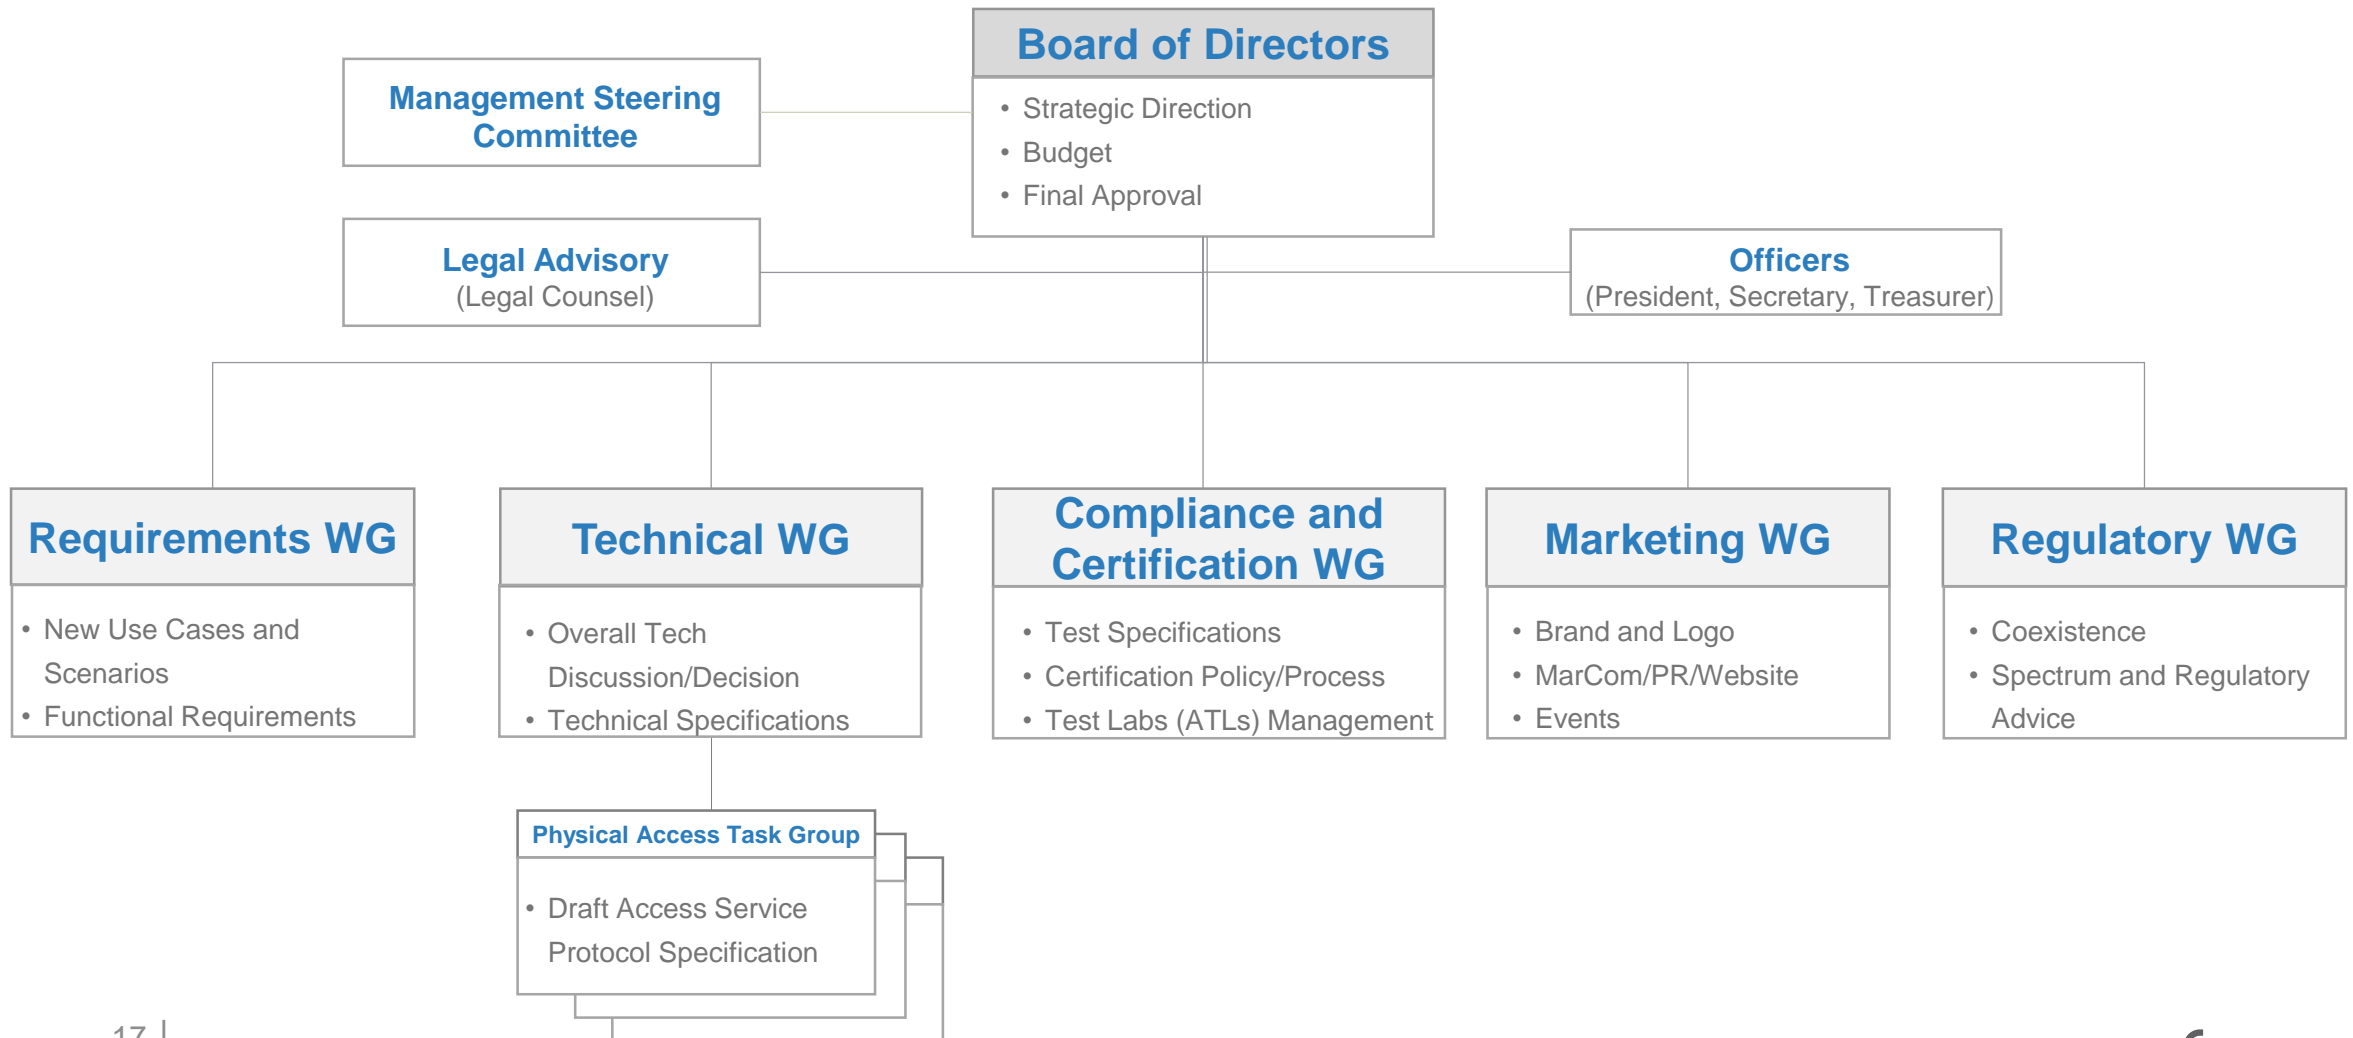 Board of Directors
• Strategic Direction
• Budget
• Final Approval
Management Steering
Committee
Legal Advisory
(Legal Counsel)
Officers
(President, Secretary, Treasurer)
Requirements WG
• New Use Cases and
Scenarios
• Functional Requirements
Technical WG
• Overall Tech
Discussion/Decision
• Technical Specifications
Compliance and
Certification WG
• Test Specifications
• Certification Policy/Process
• Test Labs (ATLs) Management
Marketing WG
• Brand and Logo
• MarCom/PR/Website
• Events
Regulatory WG
• Coexistence
• Spectrum and Regulatory
Advice
Physical Access Task Group
• Draft Access Service
Protocol Specification
17